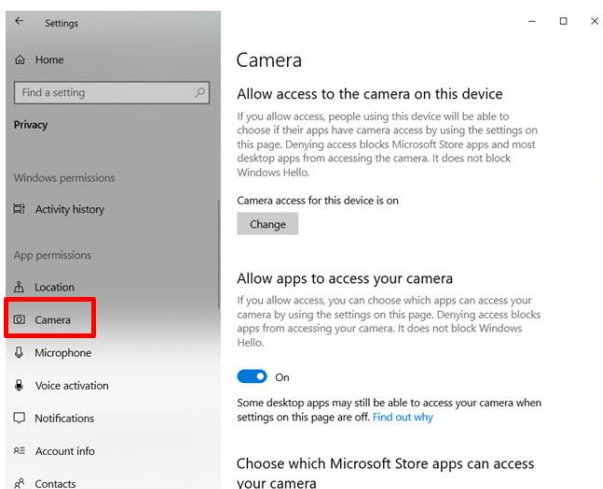 Settings
Home
Find a setting
Privacy
Windows permissions
Activity history
App permissions
Location
Camera
Microphone
Voice activation
Notifications
Account info
Contacts
Camera
Allow access to the camera on this device
If you allow access, people using this device will be able to
choose if their apps have camera access by using the settings on
this page. Denying access blocks Microsoft Store apps and most
desktop apps from accessing the camera. It does not block
Windows Hello.
Camera access for this device is on
Change
Allow apps to access your camera
If you allow access, you can choose which apps can access your
camera by using the settings on this page. Denying access blocks
apps from accessing your camera. It does not block Windows
Hello.
On
Some desktop apps may still be able to access your camera when
settings on this page are off. Find out why
Choose which Microsoft Store apps can access
your camera